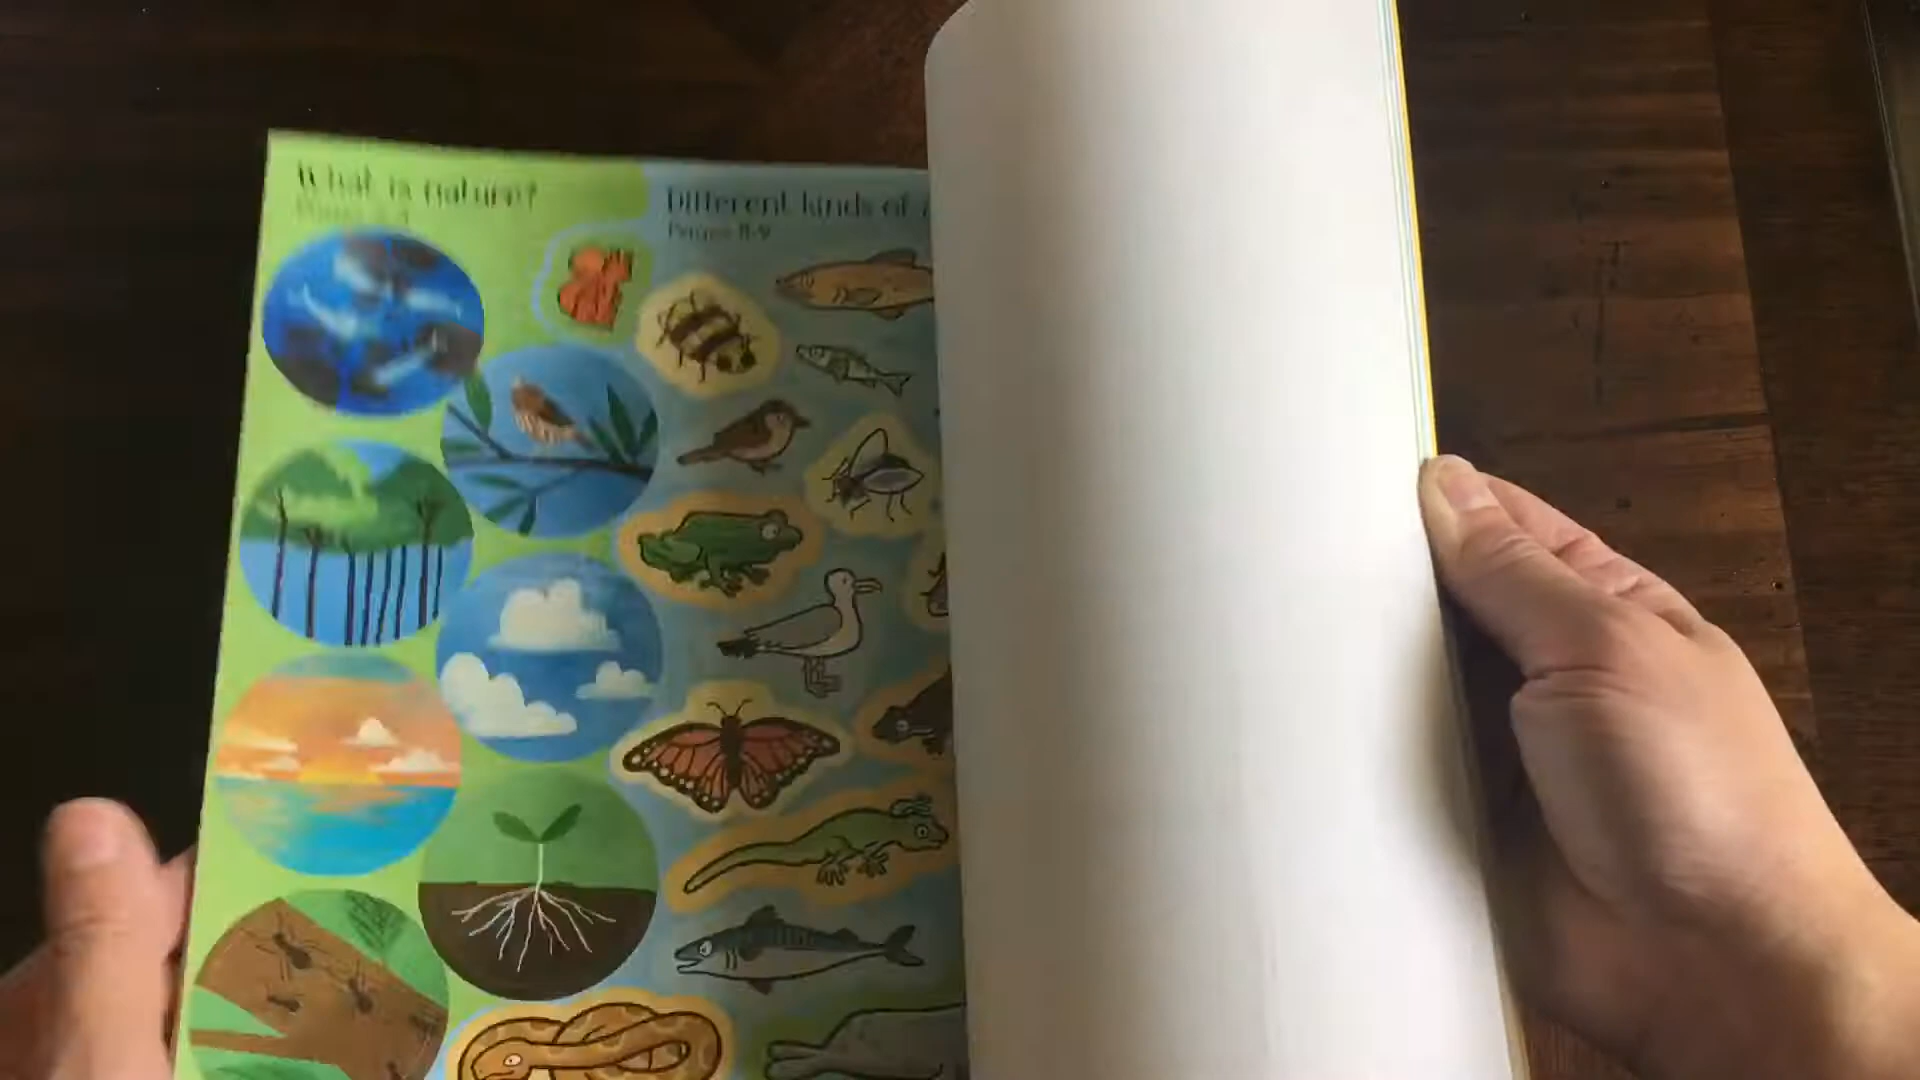 What is nature?
Different kinds of
Pages 8-9